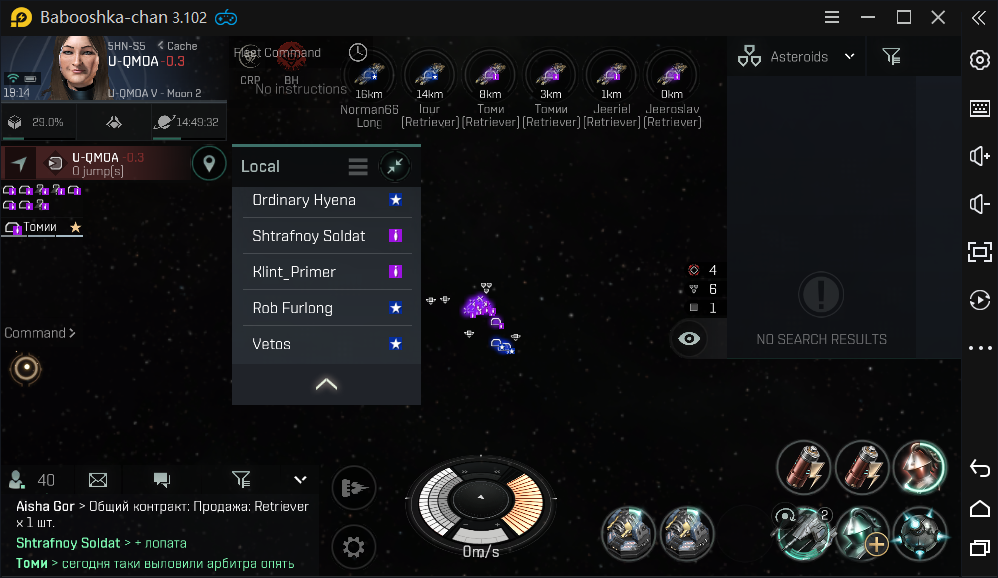 Babooshka-chan 3.102
5HN-S5 < Cache
U-QMOA -0.3
U-QMOA V - Moon 2
19:14
29.0%
14:49:32
Fleet Command
CRP BH
No instructions
16km 14km 8km 3km 1km 0km
Norman66 Iour Томи Томии Jeeriel Jeeroslav
Long (Retriever) (Retriever) (Retriever) (Retriever) (Retriever)
Asteroids
U-QMOA -0.3
0 jump(s)
Томии
Local
Ordinary Hyena
Shtrafnoy Soldat
Klint_Primer
Rob Furlong
Vetos
4
6
1
NO SEARCH RESULTS
Command >
40
Aisha Gor > Общий контракт: Продажа: Retriever
x 1 шт.
Shtrafnoy Soldat > + лопата
Томи > сегодня таки выловили арбитра опять
0m/s
2